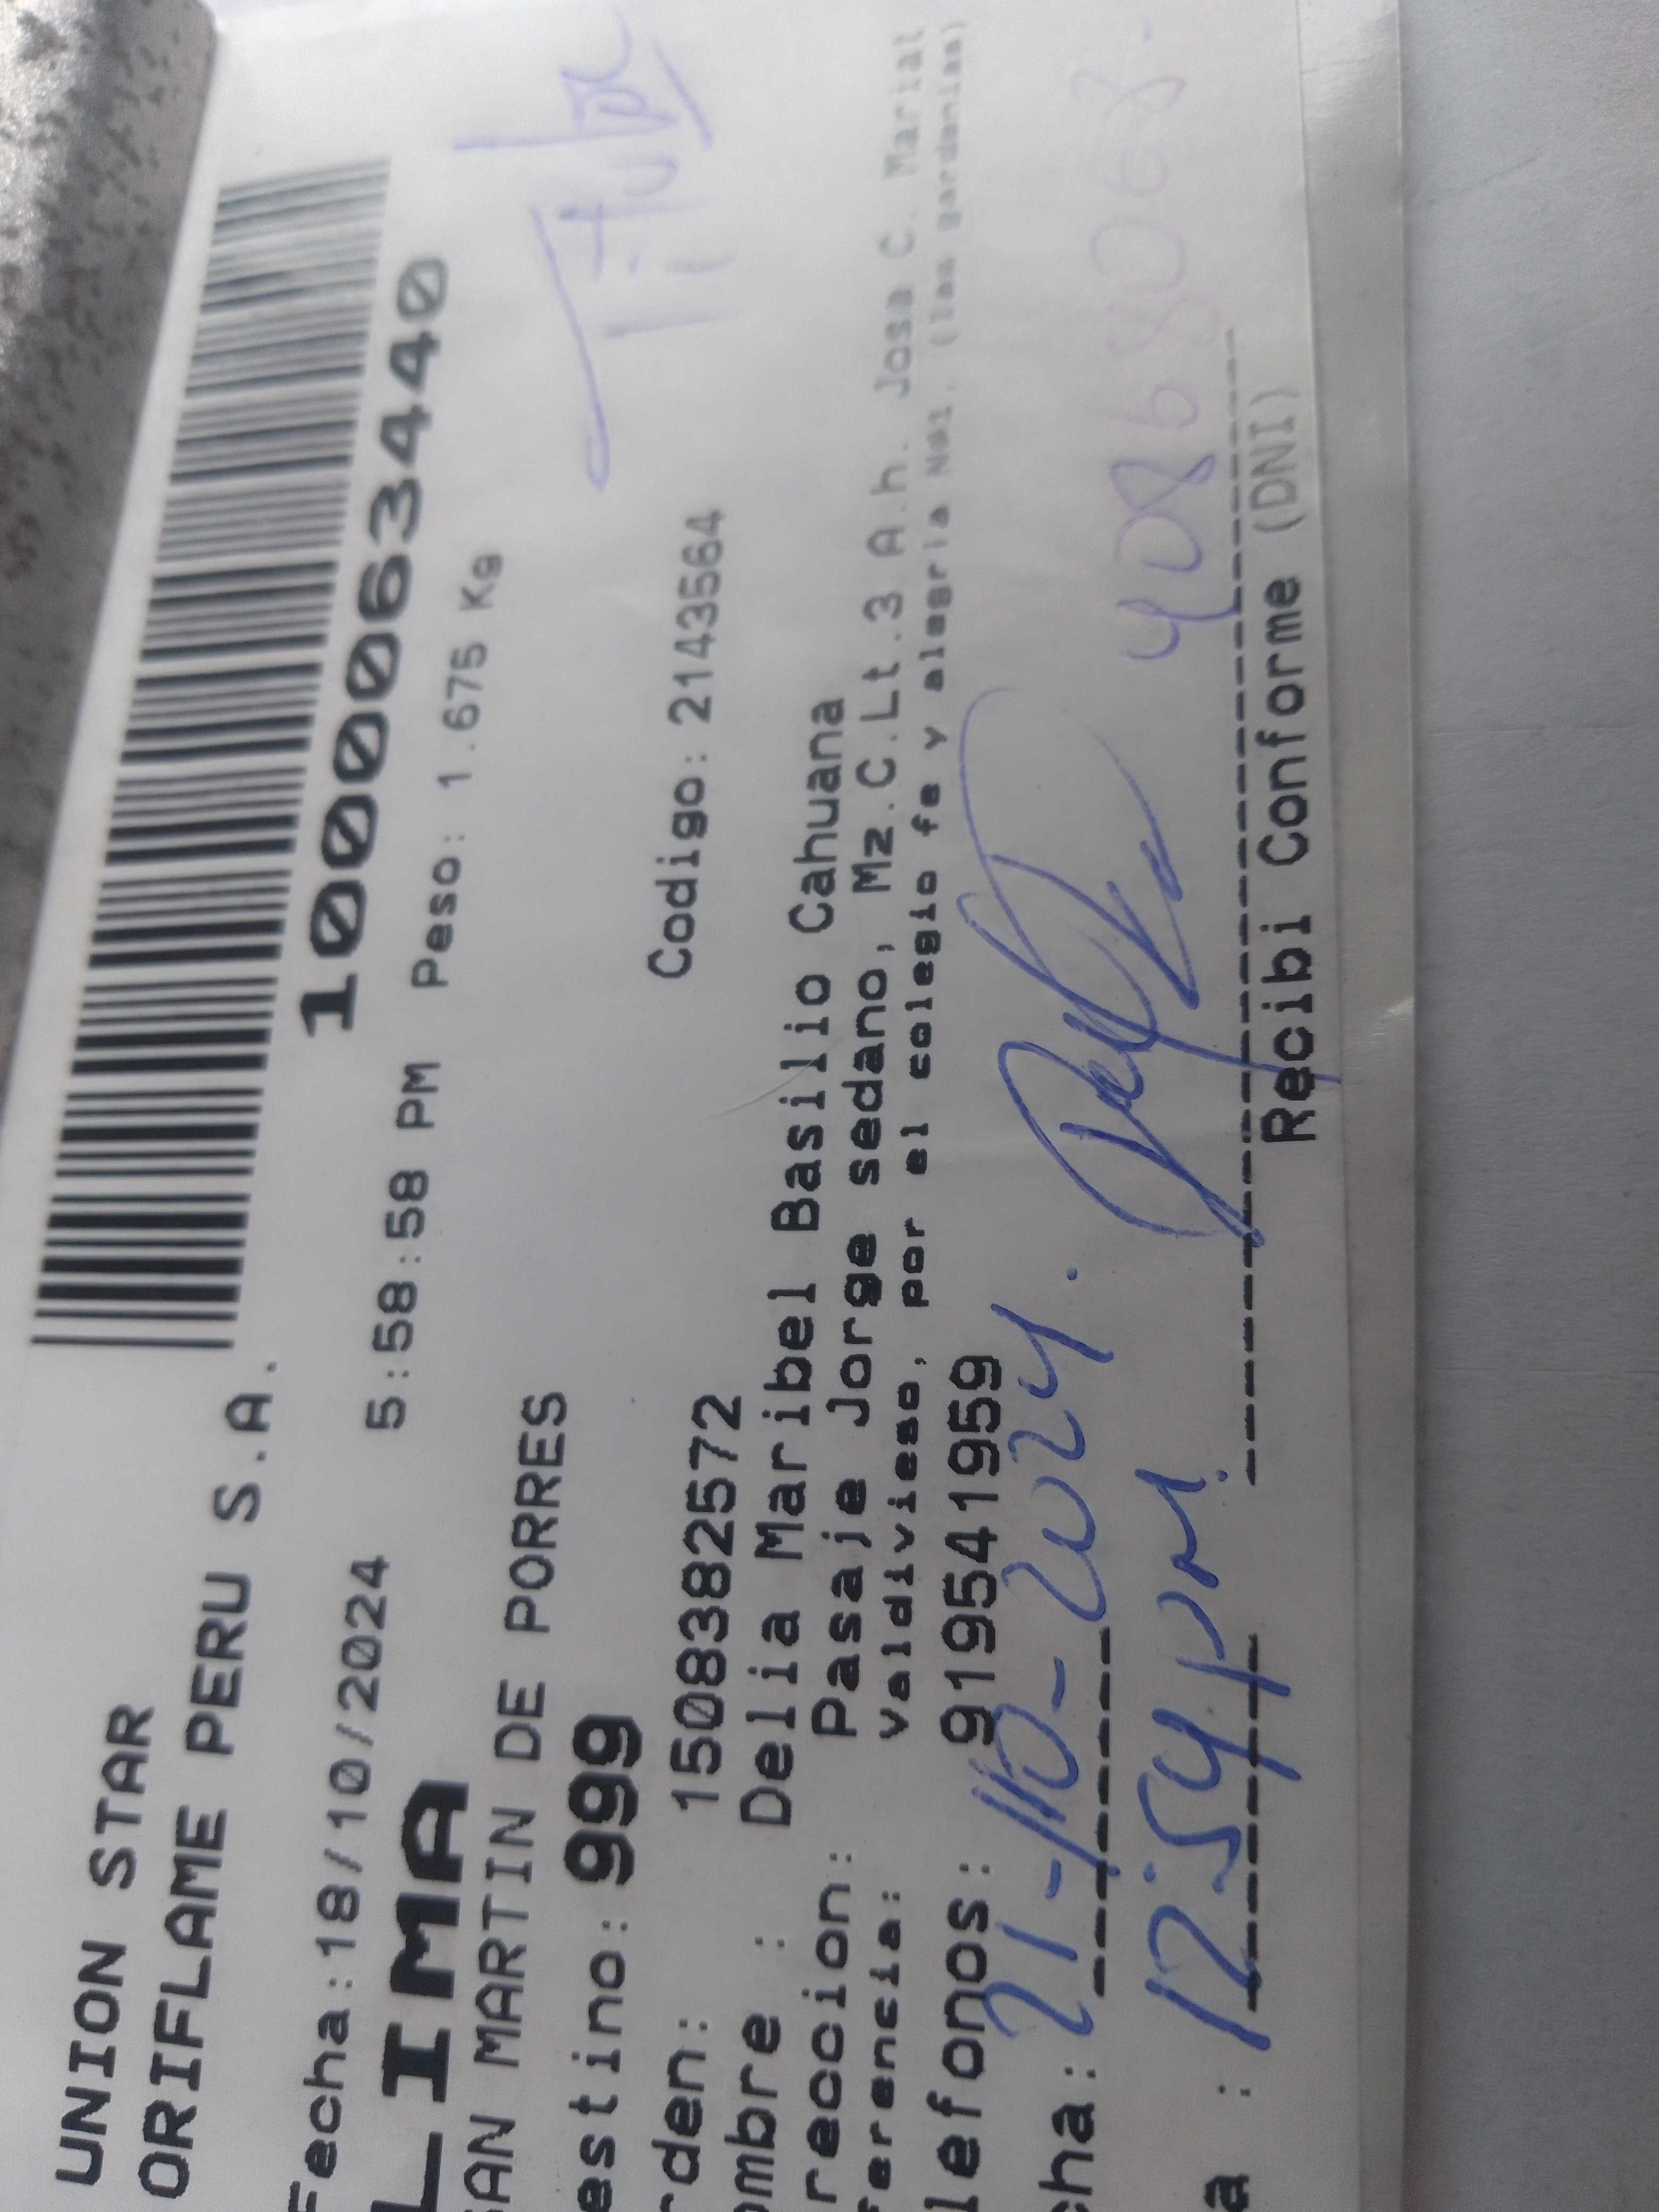 UNION STAR
ORIFLAME PERU S.A.
1000063440
Fecha:18/10/2024 5:58:58 PM Peso: 1.675 Kg
LIMA
SAN MARTIN DE PORRES
estino: 999
Titular
rden: 1508382572 Codigo: 2143564
ombre : Delia Maribel Basilio Cahuana
reccion: Pasaje Jorge sedano, Mz.C.Lt.3 A.h. Josa C. Mariat
ferencia: Valdivieso, por el colegio fe y alegria N°1. (las gardenias)
lefonos: 919541959
cha: 21-10-2024.
a : 12:54 pm
Recibi Conforme (DNI)